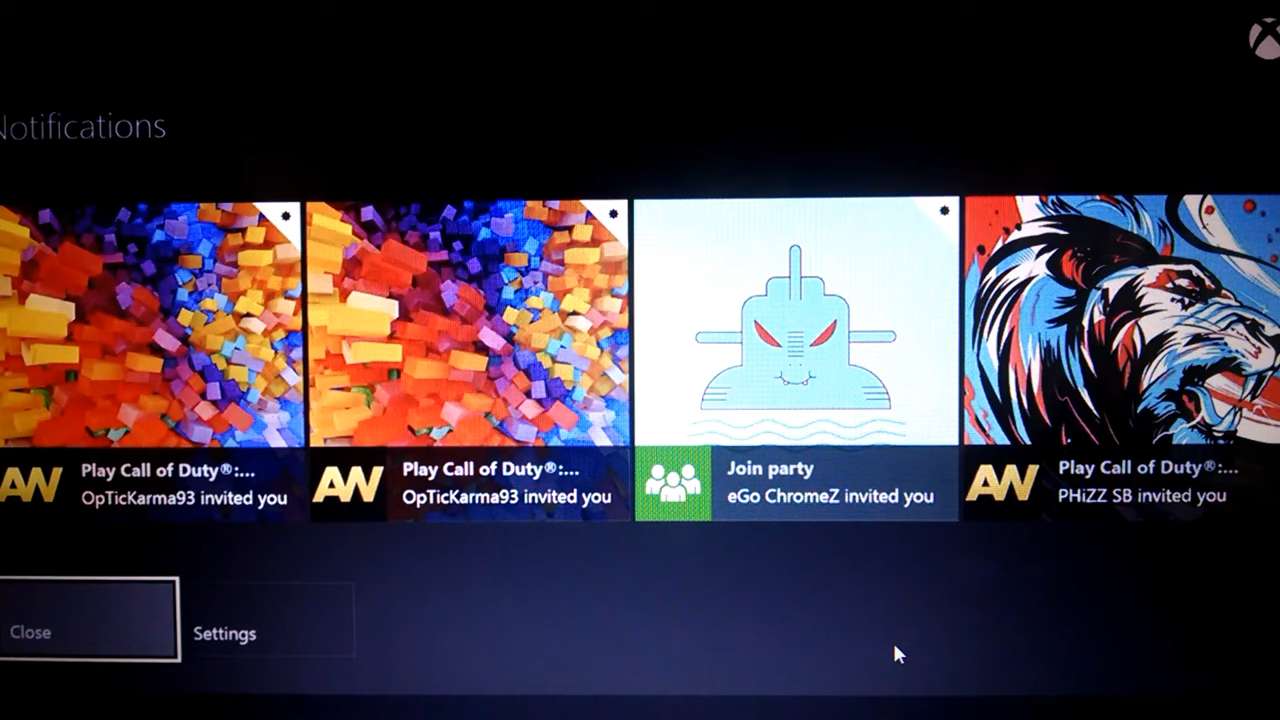 Notifications
AW
Play Call of Duty®:...
OpTicKarma93 invited you
AW
Play Call of Duty®:...
OpTicKarma93 invited you
Join party
eGo ChromeZ invited you
AW
Play Call of Duty®:...
PHiZZ SB invited you
Close
Settings